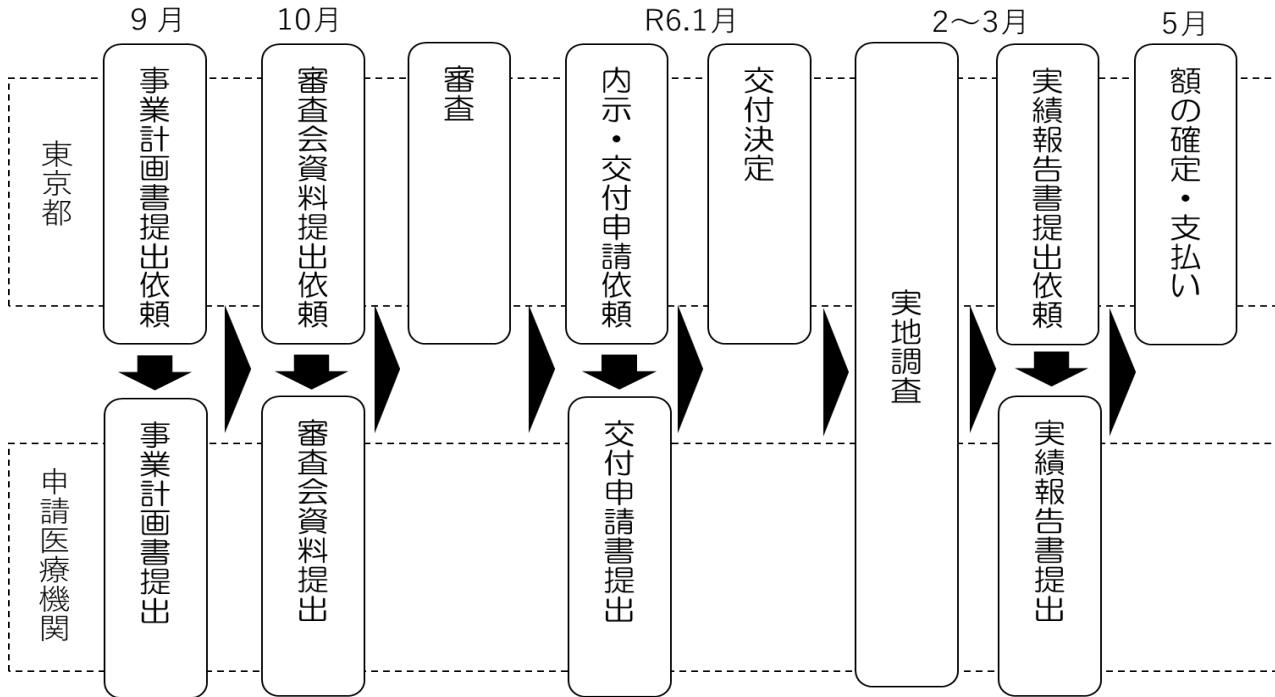 9月
10月
R6.1月
2～3月
5月
東京都
事業計画書提出依頼
審査会資料提出依頼
審査
内示・交付申請依頼
交付決定
実地調査
実績報告書提出依頼
額の確定・支払い
申請医療機関
事業計画書提出
審査会資料提出
交付申請書提出
実績報告書提出